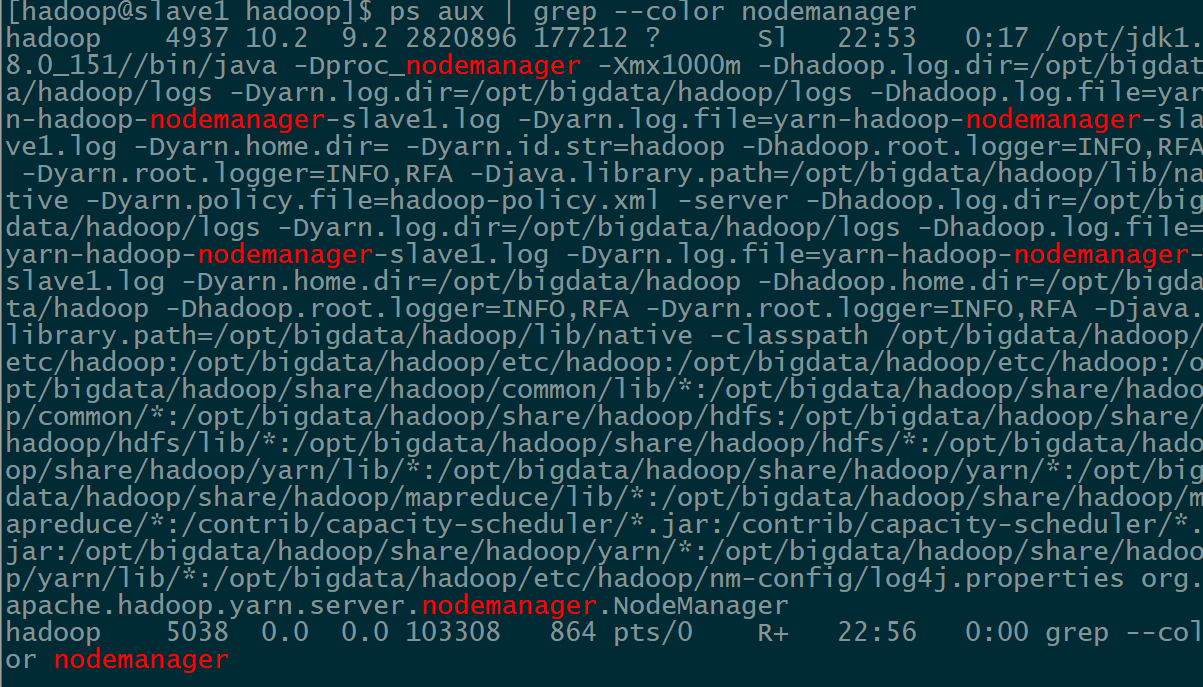 [hadoop@slave1 hadoop]$ ps aux | grep --color nodemanager
hadoop    4937 10.2  9.2 2820896 177212 ?      Sl   22:53   0:17 /opt/jdk1.
8.0_151//bin/java -Dproc_nodemanager -Xmx1000m -Dhadoop.log.dir=/opt/bigdat
a/hadoop/logs -Dyarn.log.dir=/opt/bigdata/hadoop/logs -Dhadoop.log.file=yar
n-hadoop-nodemanager-slave1.log -Dyarn.log.file=yarn-hadoop-nodemanager-sla
ve1.log -Dyarn.home.dir= -Dyarn.id.str=hadoop -Dhadoop.root.logger=INFO,RFA
 -Dyarn.root.logger=INFO,RFA -Djava.library.path=/opt/bigdata/hadoop/lib/na
tive -Dyarn.policy.file=hadoop-policy.xml -server -Dhadoop.log.dir=/opt/big
data/hadoop/logs -Dyarn.log.dir=/opt/bigdata/hadoop/logs -Dhadoop.log.file=
yarn-hadoop-nodemanager-slave1.log -Dyarn.log.file=yarn-hadoop-nodemanager-
slave1.log -Dyarn.home.dir=/opt/bigdata/hadoop -Dhadoop.home.dir=/opt/bigda
ta/hadoop -Dhadoop.root.logger=INFO,RFA -Dyarn.root.logger=INFO,RFA -Djava.
library.path=/opt/bigdata/hadoop/lib/native -classpath /opt/bigdata/hadoop/
etc/hadoop:/opt/bigdata/hadoop/etc/hadoop:/opt/bigdata/hadoop/etc/hadoop:/o
pt/bigdata/hadoop/share/hadoop/common/lib/*:/opt/bigdata/hadoop/share/hadoo
p/common/*:/opt/bigdata/hadoop/share/hadoop/hdfs:/opt/bigdata/hadoop/share/
hadoop/hdfs/lib/*:/opt/bigdata/hadoop/share/hadoop/hdfs/*:/opt/bigdata/hado
op/share/hadoop/yarn/lib/*:/opt/bigdata/hadoop/share/hadoop/yarn/*:/opt/big
data/hadoop/share/hadoop/mapreduce/lib/*:/opt/bigdata/hadoop/share/hadoop/m
apreduce/*:/contrib/capacity-scheduler/*.jar:/contrib/capacity-scheduler/*.
jar:/opt/bigdata/hadoop/share/hadoop/yarn/*:/opt/bigdata/hadoop/share/hadoo
p/yarn/lib/*:/opt/bigdata/hadoop/etc/hadoop/nm-config/log4j.properties org.
apache.hadoop.yarn.server.nodemanager.NodeManager
hadoop    5038  0.0  0.0 103308   864 pts/0    R+   22:56   0:00 grep --col
or nodemanager